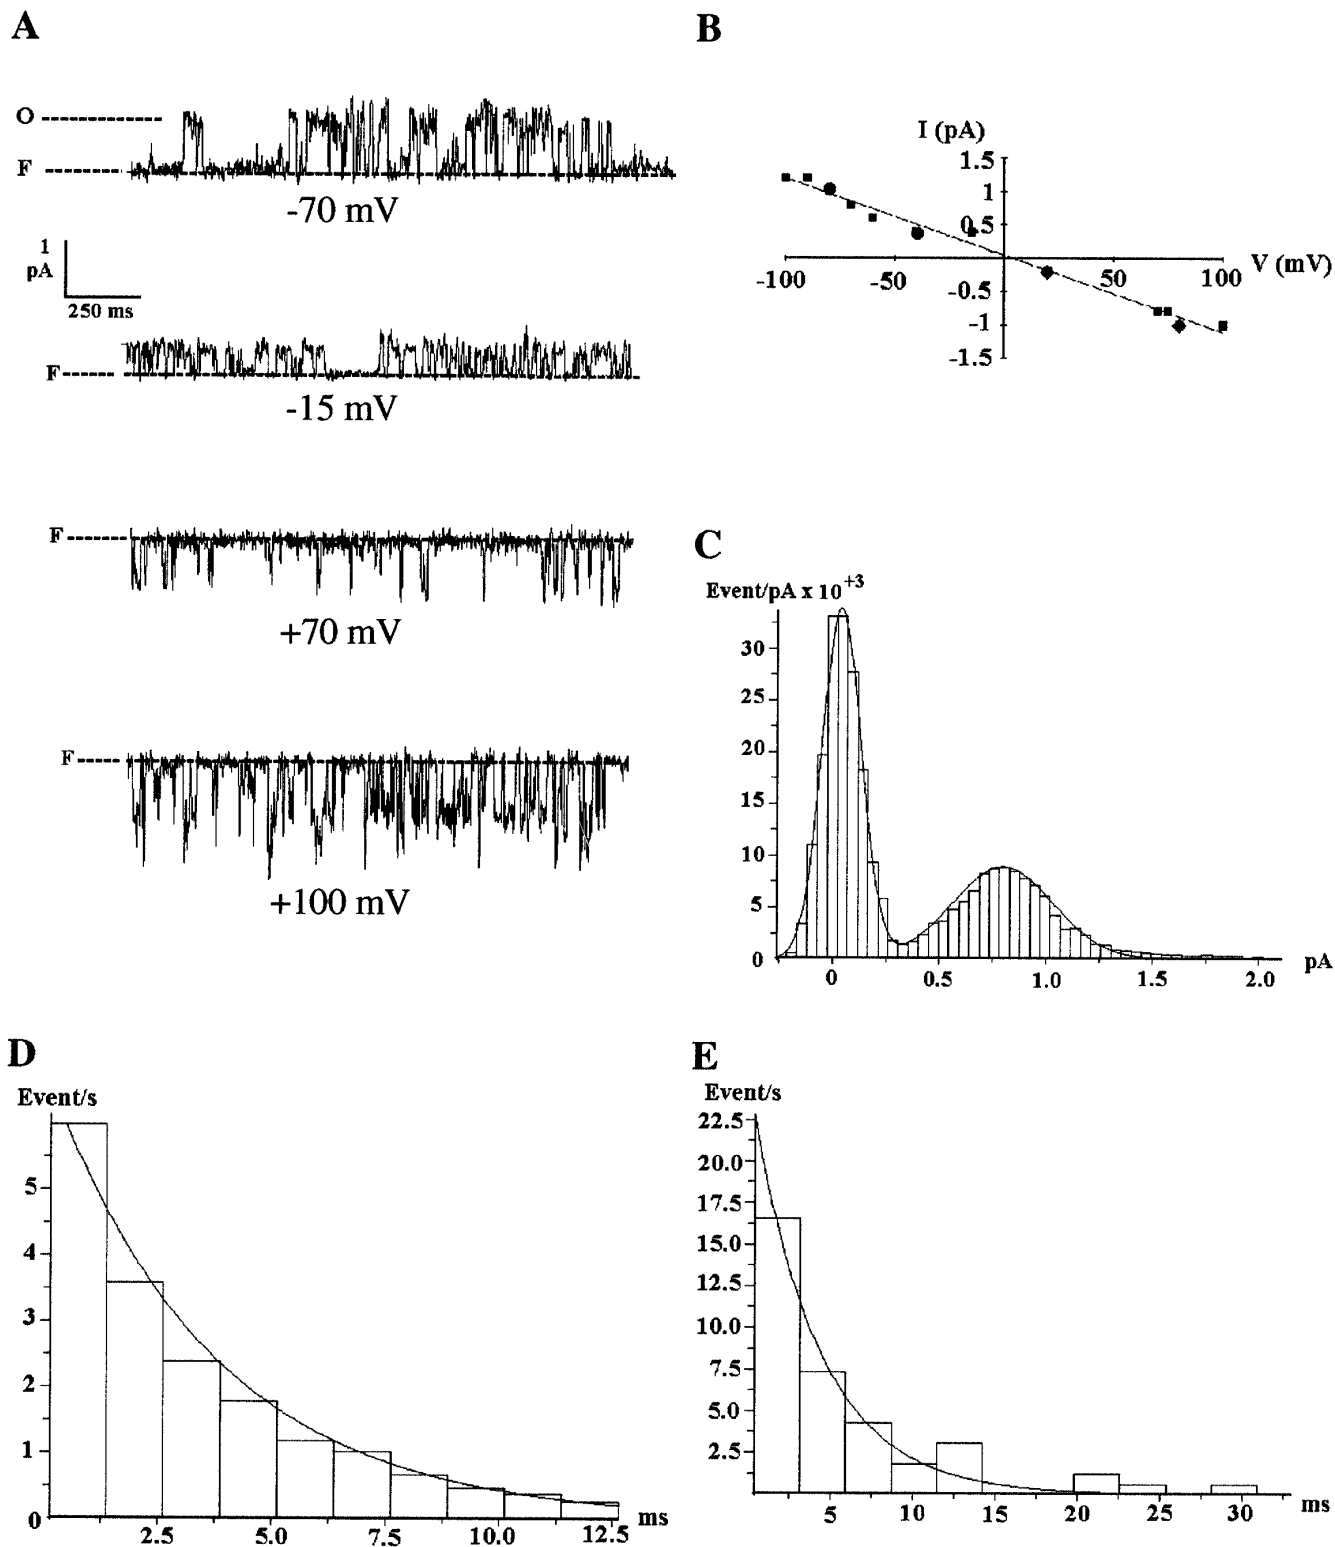 A
O
F
-70 mV
1
pA
250 ms
F
-15 mV
F
+70 mV
F
+100 mV
B
I (pA)
1.5
1
0.5
-100 -50 50 100 V (mV)
-0.5
-1
-1.5
C
Event/pA x 10+3
30
25
20
15
10
5
0
0 0.5 1.0 1.5 2.0 pA
D
Event/s
5
4
3
2
1
0
2.5 5.0 7.5 10.0 12.5 ms
E
Event/s
22.5
20.0
17.5
15.0
12.5
10.0
7.5
5.0
2.5
5 10 15 20 25 30 ms